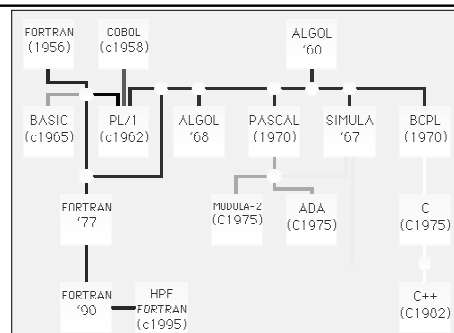 FORTRAN
(1956)
COBOL
(c1958)
ALGOL
‘60
BASIC
(c1965)
PL/1
(c1962)
ALGOL
‘68
PASCAL
(1970)
SIMULA
‘67
BCPL
(1970)
FORTRAN
‘77
MODULA-2
(C1975)
ADA
(C1975)
C
(C1975)
FORTRAN
‘90
HPF
FORTRAN
(c1995)
C++
(C1982)